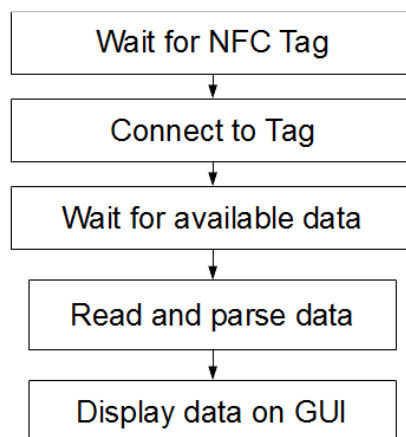 Wait for NFC Tag
Connect to Tag
Wait for available data
Read and parse data
Display data on GUI